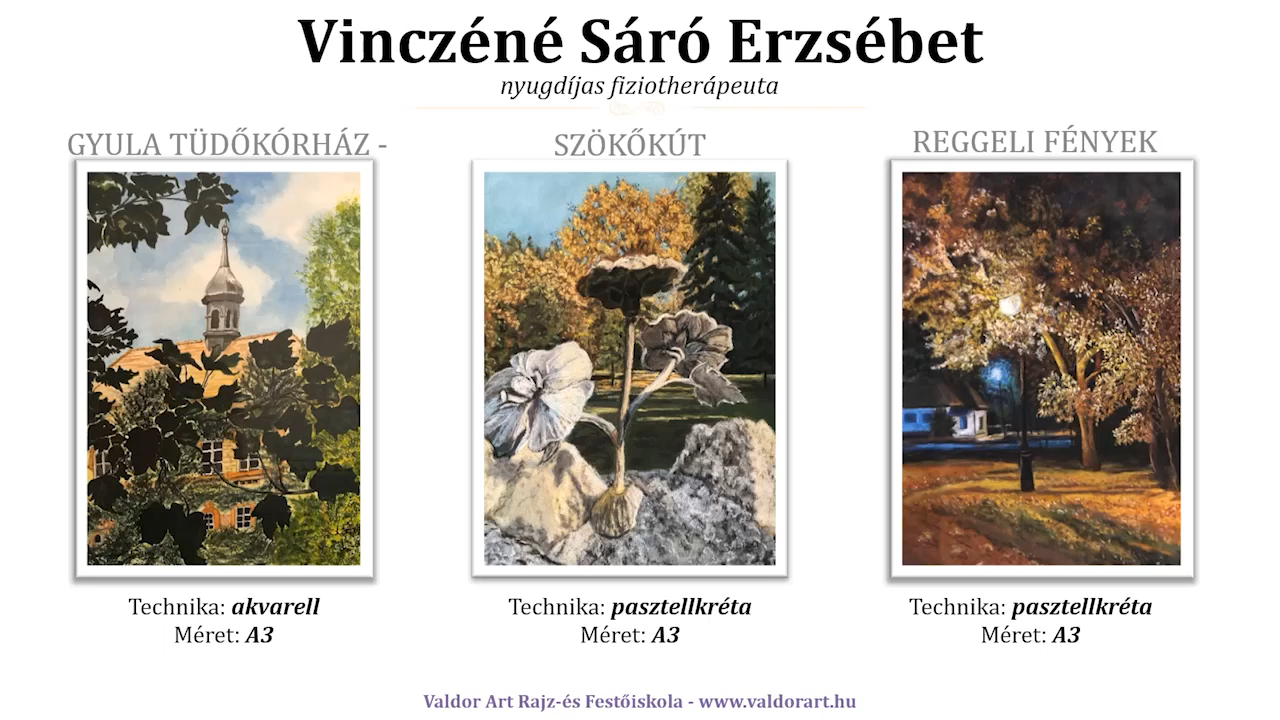 Vinczéné Sáró Erzsébet
nyugdíjas fiziotherápeuta
GYULA TÜDŐKÓRHÁZ -
SZÖKŐKÚT
REGGELI FÉNYEK
Technika: akvarell
Méret: A3
Technika: pasztellkréta
Méret: A3
Technika: pasztellkréta
Méret: A3
Valdor Art Rajz-és Festőiskola - www.valdorart.hu